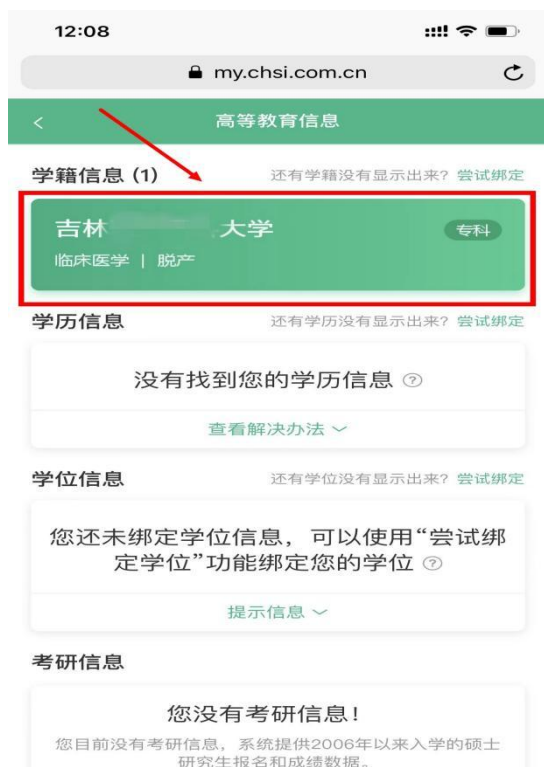 12:08
my.chsi.com.cn
高等教育信息
学籍信息 (1) 还有学籍没有显示出来? 尝试绑定
吉林 大学 专科
临床医学 | 脱产
学历信息 还有学历没有显示出来? 尝试绑定
没有找到您的学历信息 ?
查看解决办法
学位信息 还有学位没有显示出来? 尝试绑定
您还未绑定学位信息，可以使用“尝试绑
定学位”功能绑定您的学位 ?
提示信息
考研信息
您没有考研信息!
您目前没有考研信息，系统提供2006年以来入学的硕士
研究生报名和成绩数据。